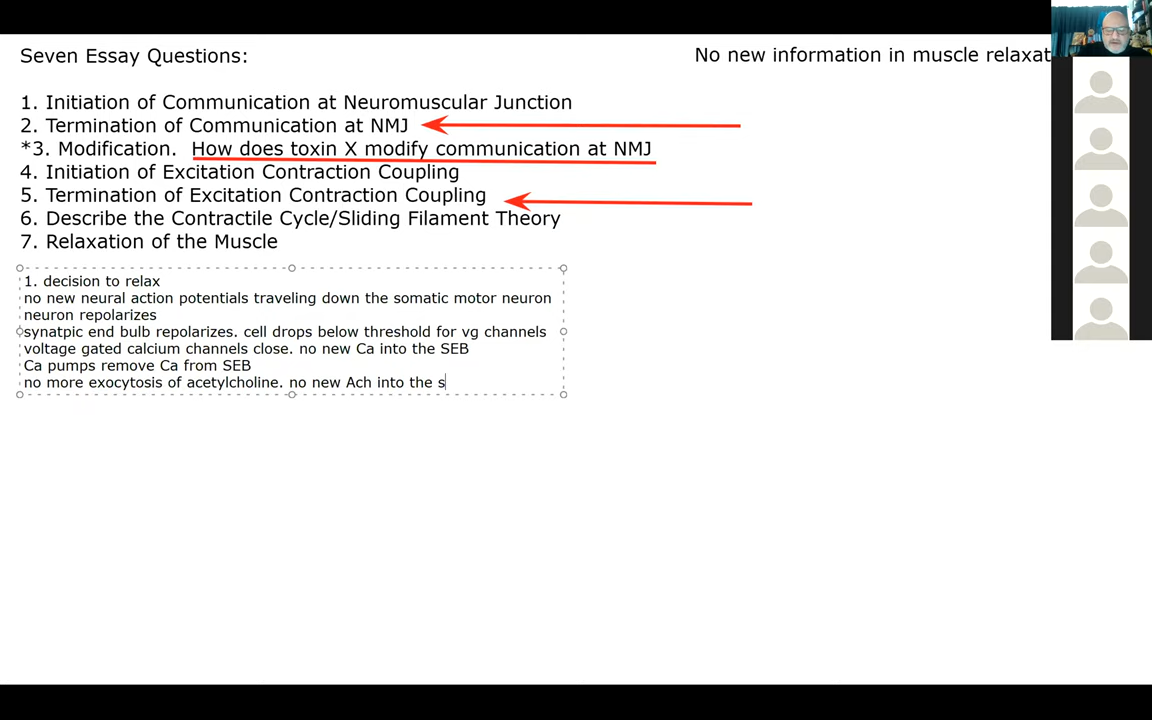 Seven Essay Questions:
No new information in muscle relaxat
1. Initiation of Communication at Neuromuscular Junction
2. Termination of Communication at NMJ
*3. Modification.  How does toxin X modify communication at NMJ
4. Initiation of Excitation Contraction Coupling
5. Termination of Excitation Contraction Coupling
6. Describe the Contractile Cycle/Sliding Filament Theory
7. Relaxation of the Muscle
1. decision to relax
no new neural action potentials traveling down the somatic motor neuron
neuron repolarizes
synatpic end bulb repolarizes. cell drops below threshold for vg channels
voltage gated calcium channels close. no new Ca into the SEB
Ca pumps remove Ca from SEB
no more exocytosis of acetylcholine. no new Ach into the s